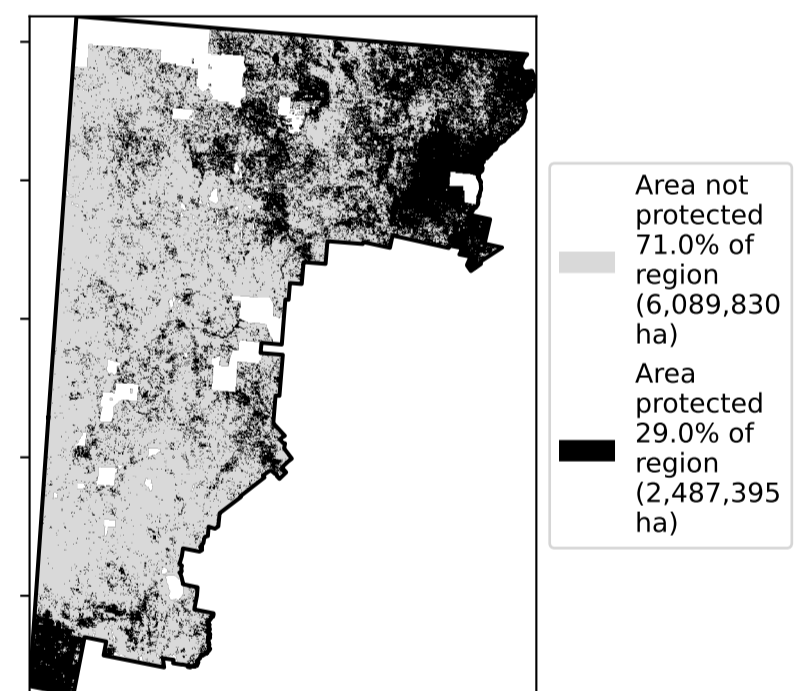 Area not
protected
71.0% of
region
(6,089,830
ha)
Area
protected
29.0% of
region
(2,487,395
ha)